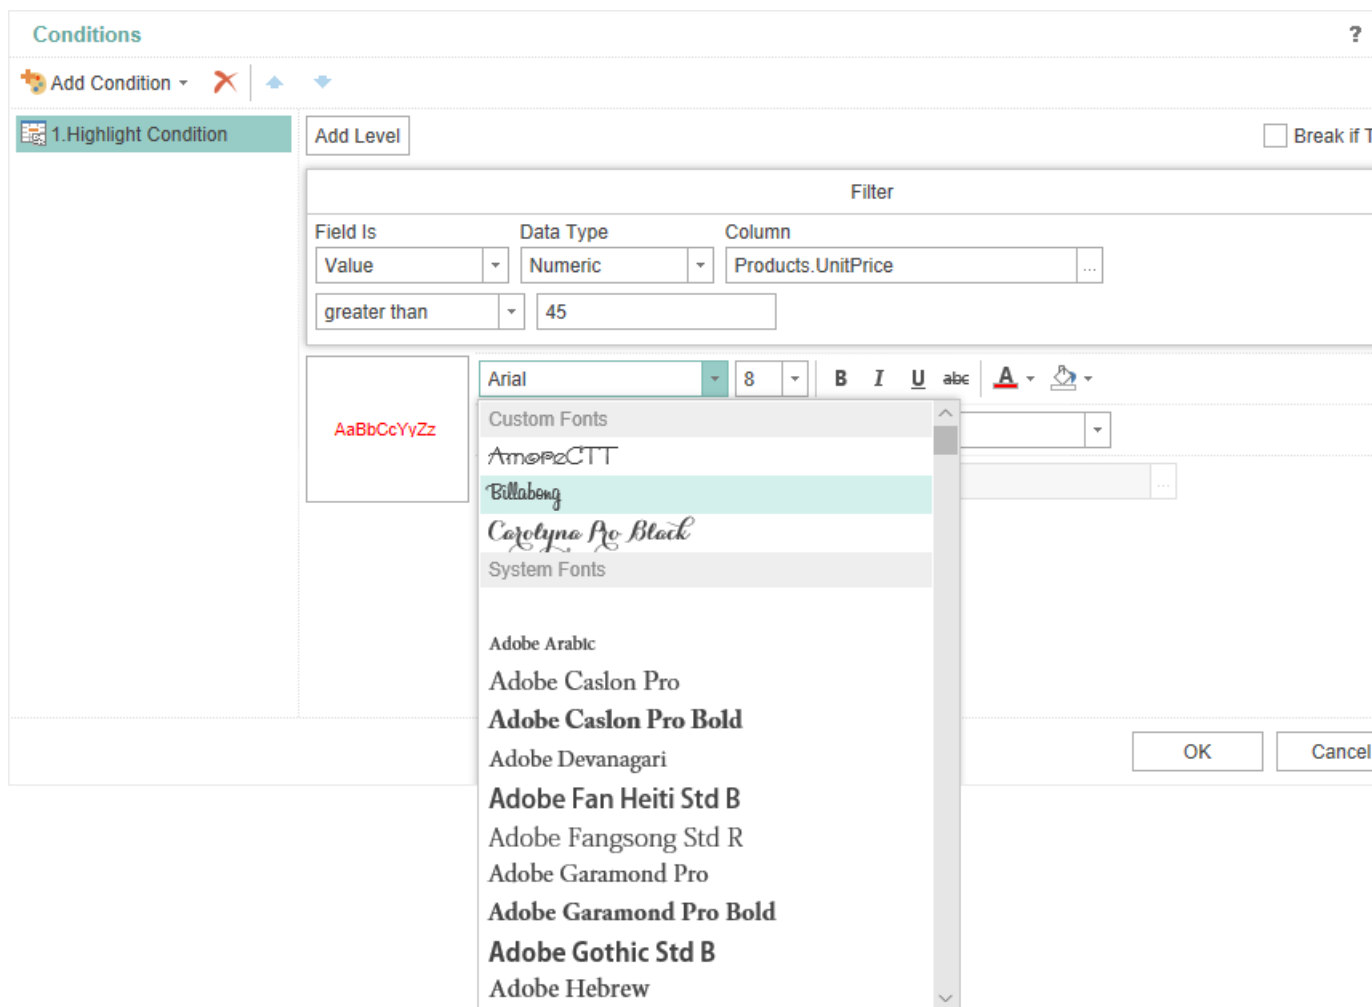 Conditions ?
Add Condition
1.Highlight Condition
Add Level
Break if T
Filter
Field Is Data Type Column
Value Numeric Products.UnitPrice ...
greater than 45
Arial 8 B I U abc A
AaBbCcYyZz
Custom Fonts
AmoreCTT
Billabong
...
Carolyna Pro Black
System Fonts
Adobe Arabic
Adobe Caslon Pro
Adobe Caslon Pro Bold
Adobe Devanagari
OK Cancel
Adobe Fan Heiti Std B
Adobe Fangsong Std R
Adobe Garamond Pro
Adobe Garamond Pro Bold
Adobe Gothic Std B
Adobe Hebrew